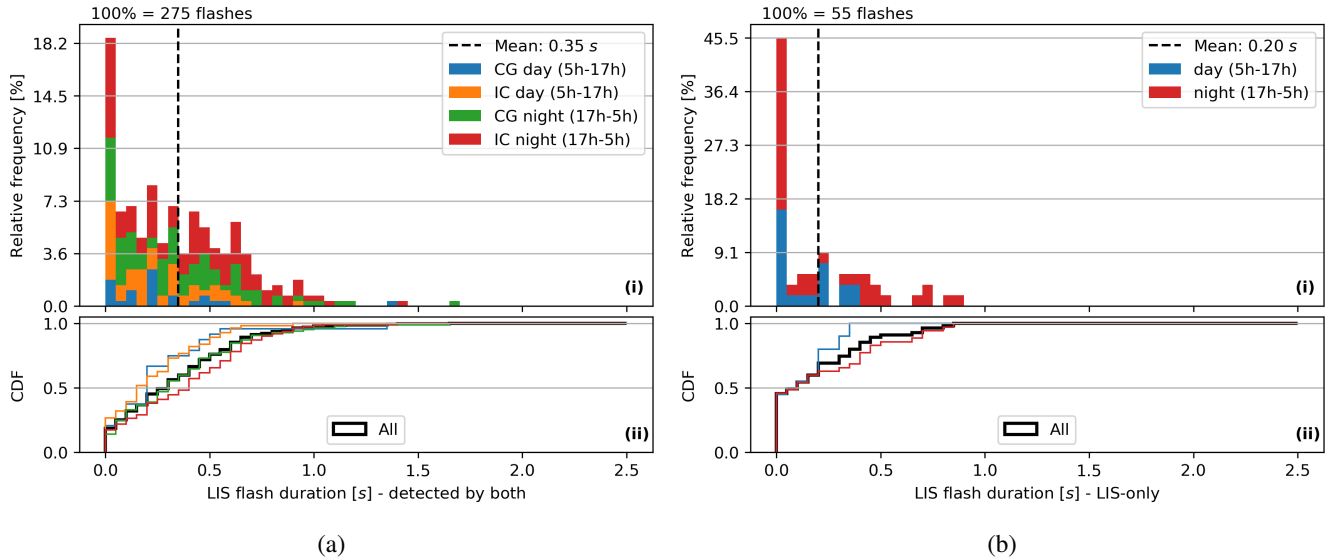 100% = 275 flashes
Relative frequency [%]
18.2
14.5
10.9
7.3
3.6
0.0
Mean: 0.35 s
CG day (5h-17h)
IC day (5h-17h)
CG night (17h-5h)
IC night (17h-5h)
(i)
CDF
1.0
0.5
0.0
All
(ii)
0.0 0.5 1.0 1.5 2.0 2.5
LIS flash duration [s] - detected by both
(a)
100% = 55 flashes
Relative frequency [%]
45.5
36.4
27.3
18.2
9.1
0.0
Mean: 0.20 s
day (5h-17h)
night (17h-5h)
(i)
CDF
1.0
0.5
0.0
All
(ii)
0.0 0.5 1.0 1.5 2.0 2.5
LIS flash duration [s] - LIS-only
(b)